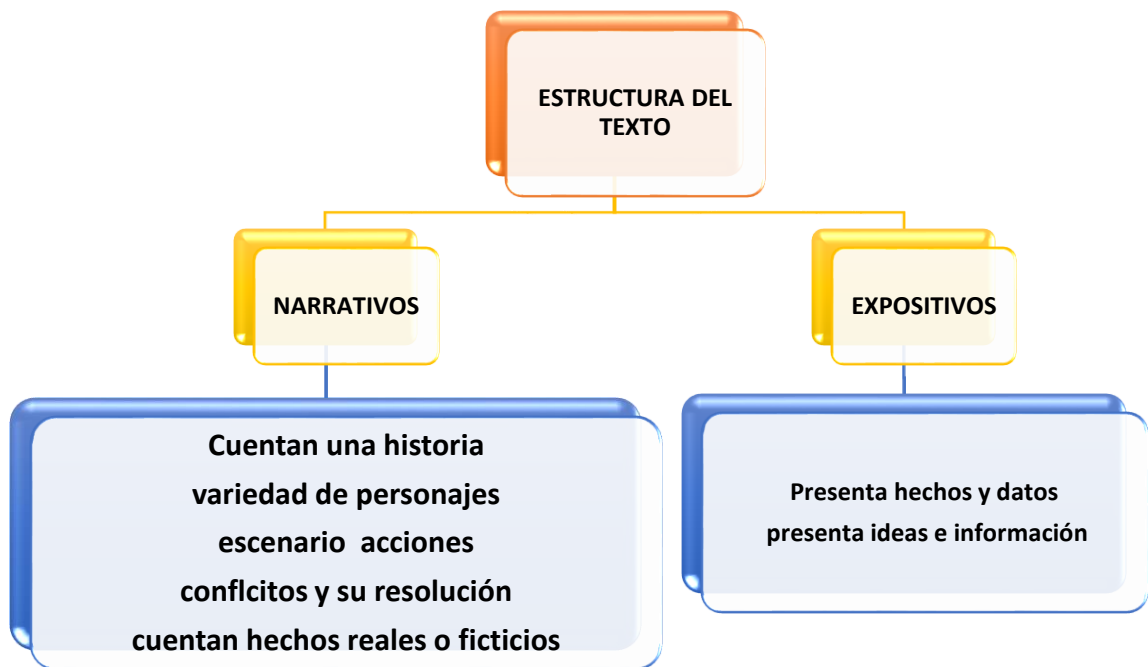 ESTRUCTURA DEL
TEXTO
NARRATIVOS
EXPOSITIVOS
Cuentan una historia
variedad de personajes
escenario acciones
conflcitos y su resolución
cuentan hechos reales o ficticios
Presenta hechos y datos
presenta ideas e información